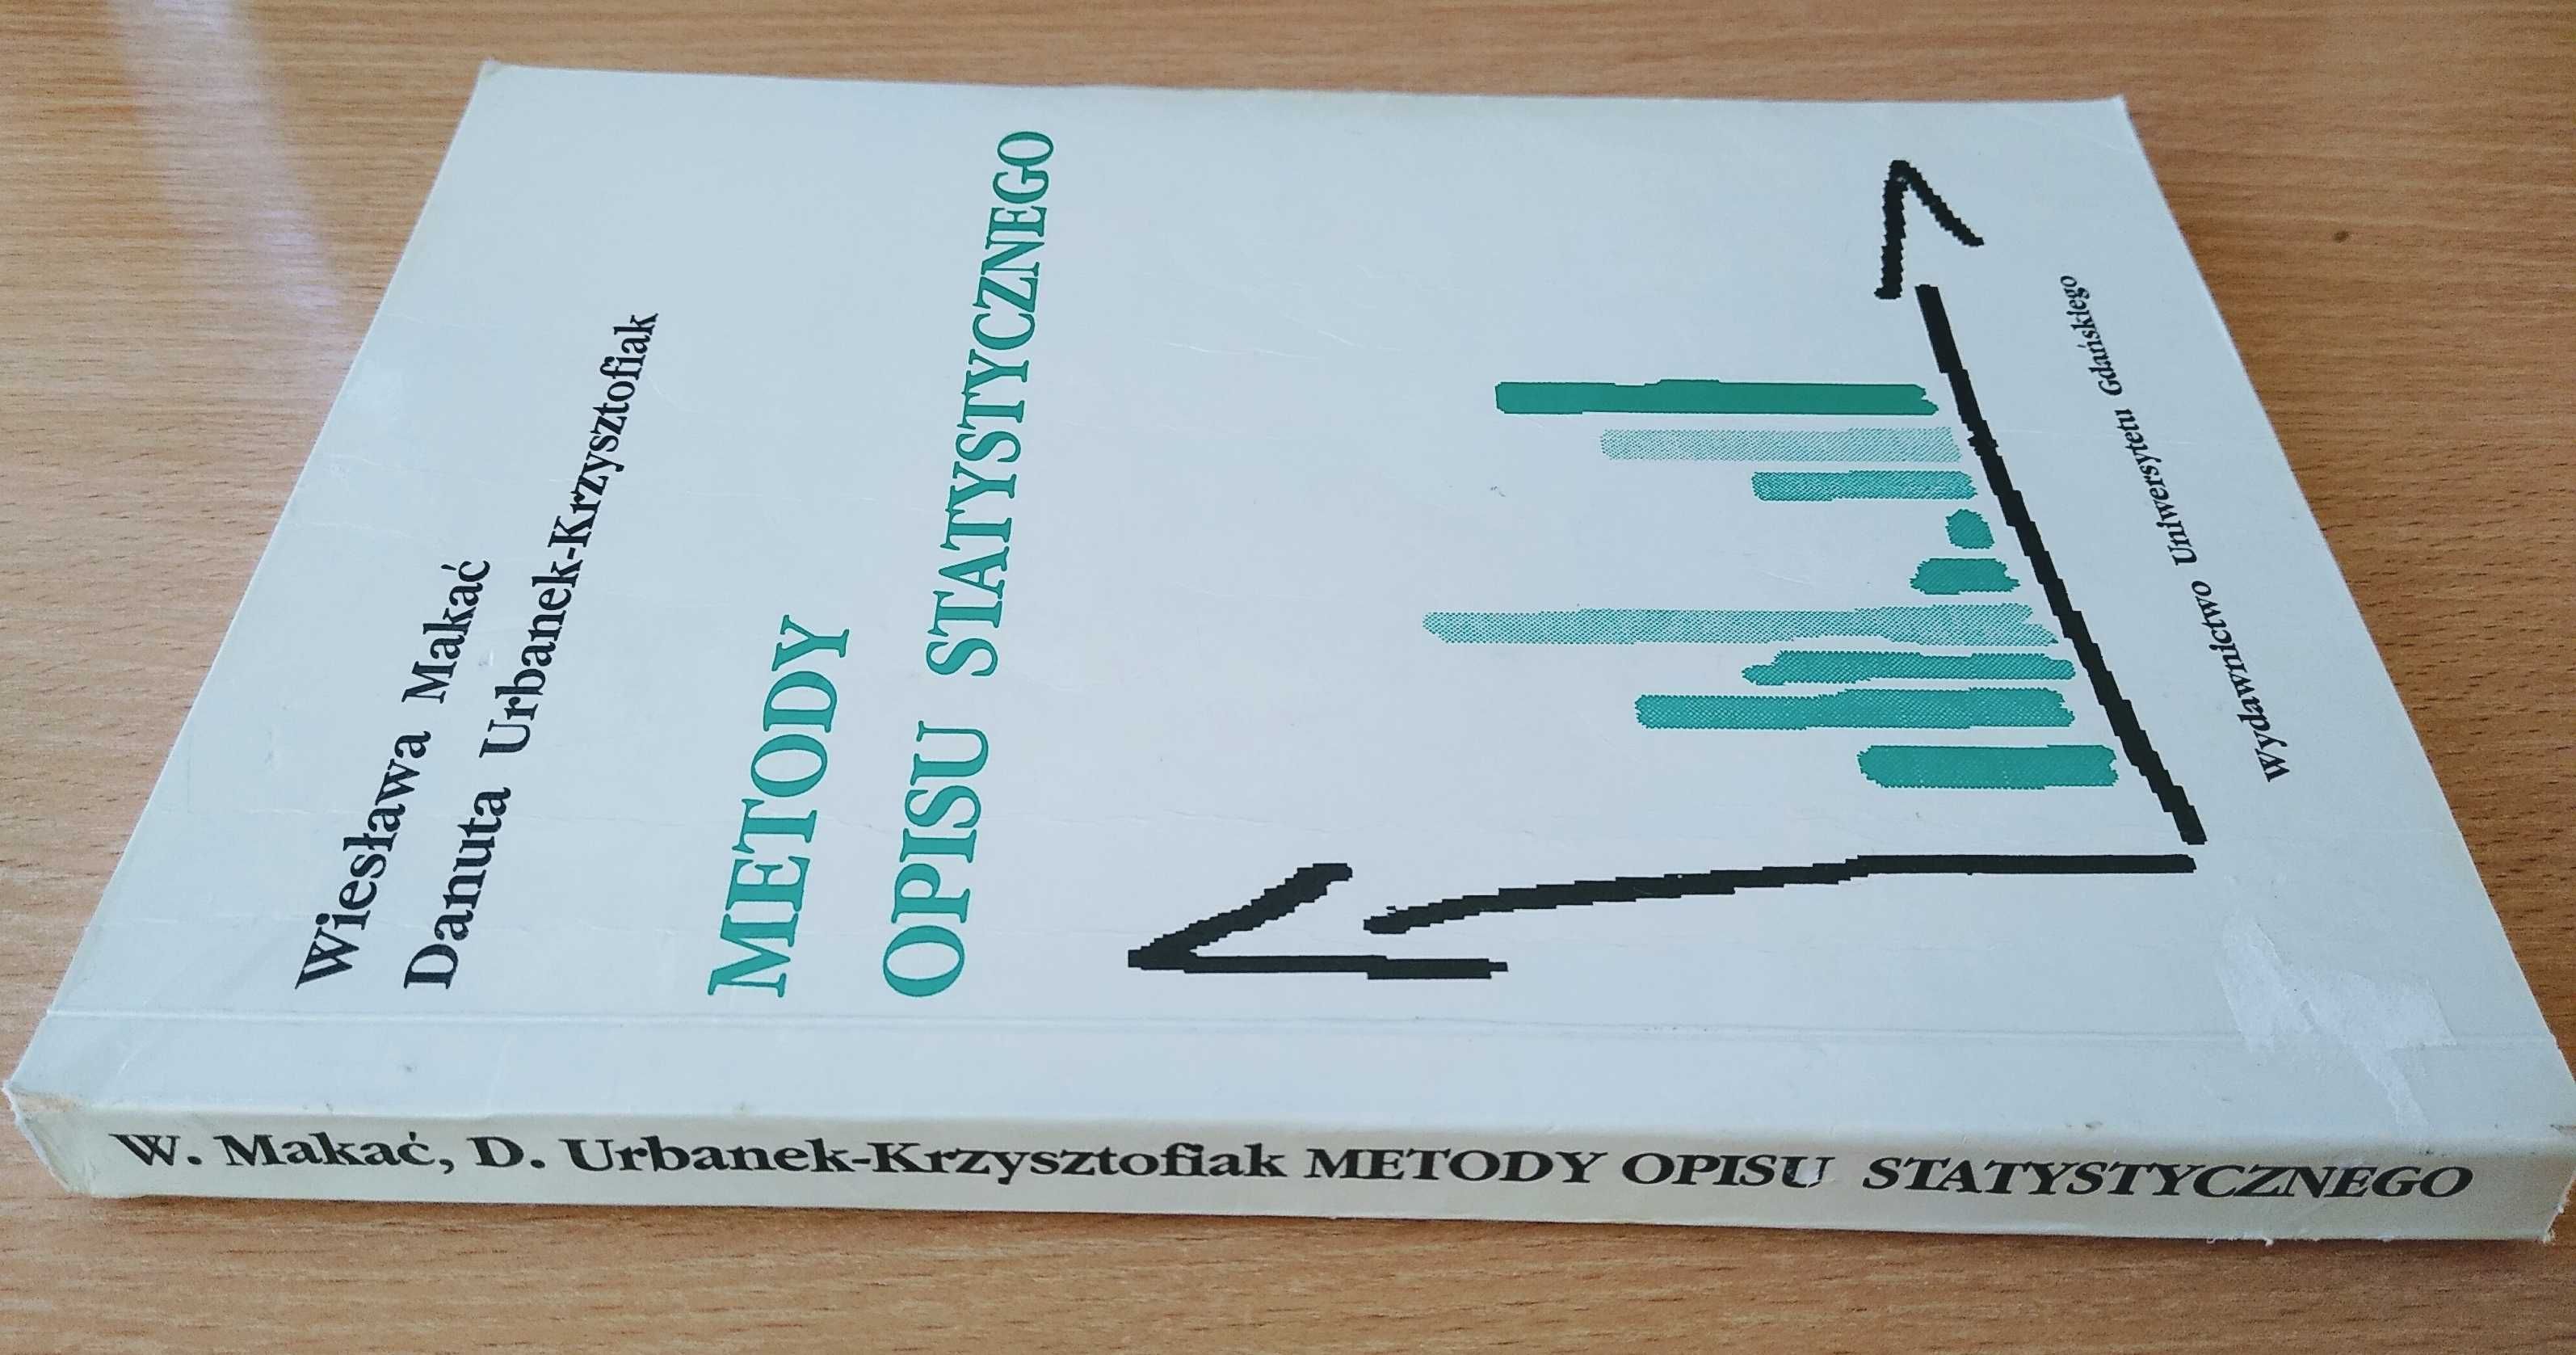 Wiesława Makać
Danuta Urbanek-Krzysztofiak
METODY
OPISU STATYSTYCZNEGO
Wydawnictwo Uniwersytetu Gdańskiego
W. Makać, D. Urbanek-Krzysztofiak METODY OPISU STATYSTYCZNEGO